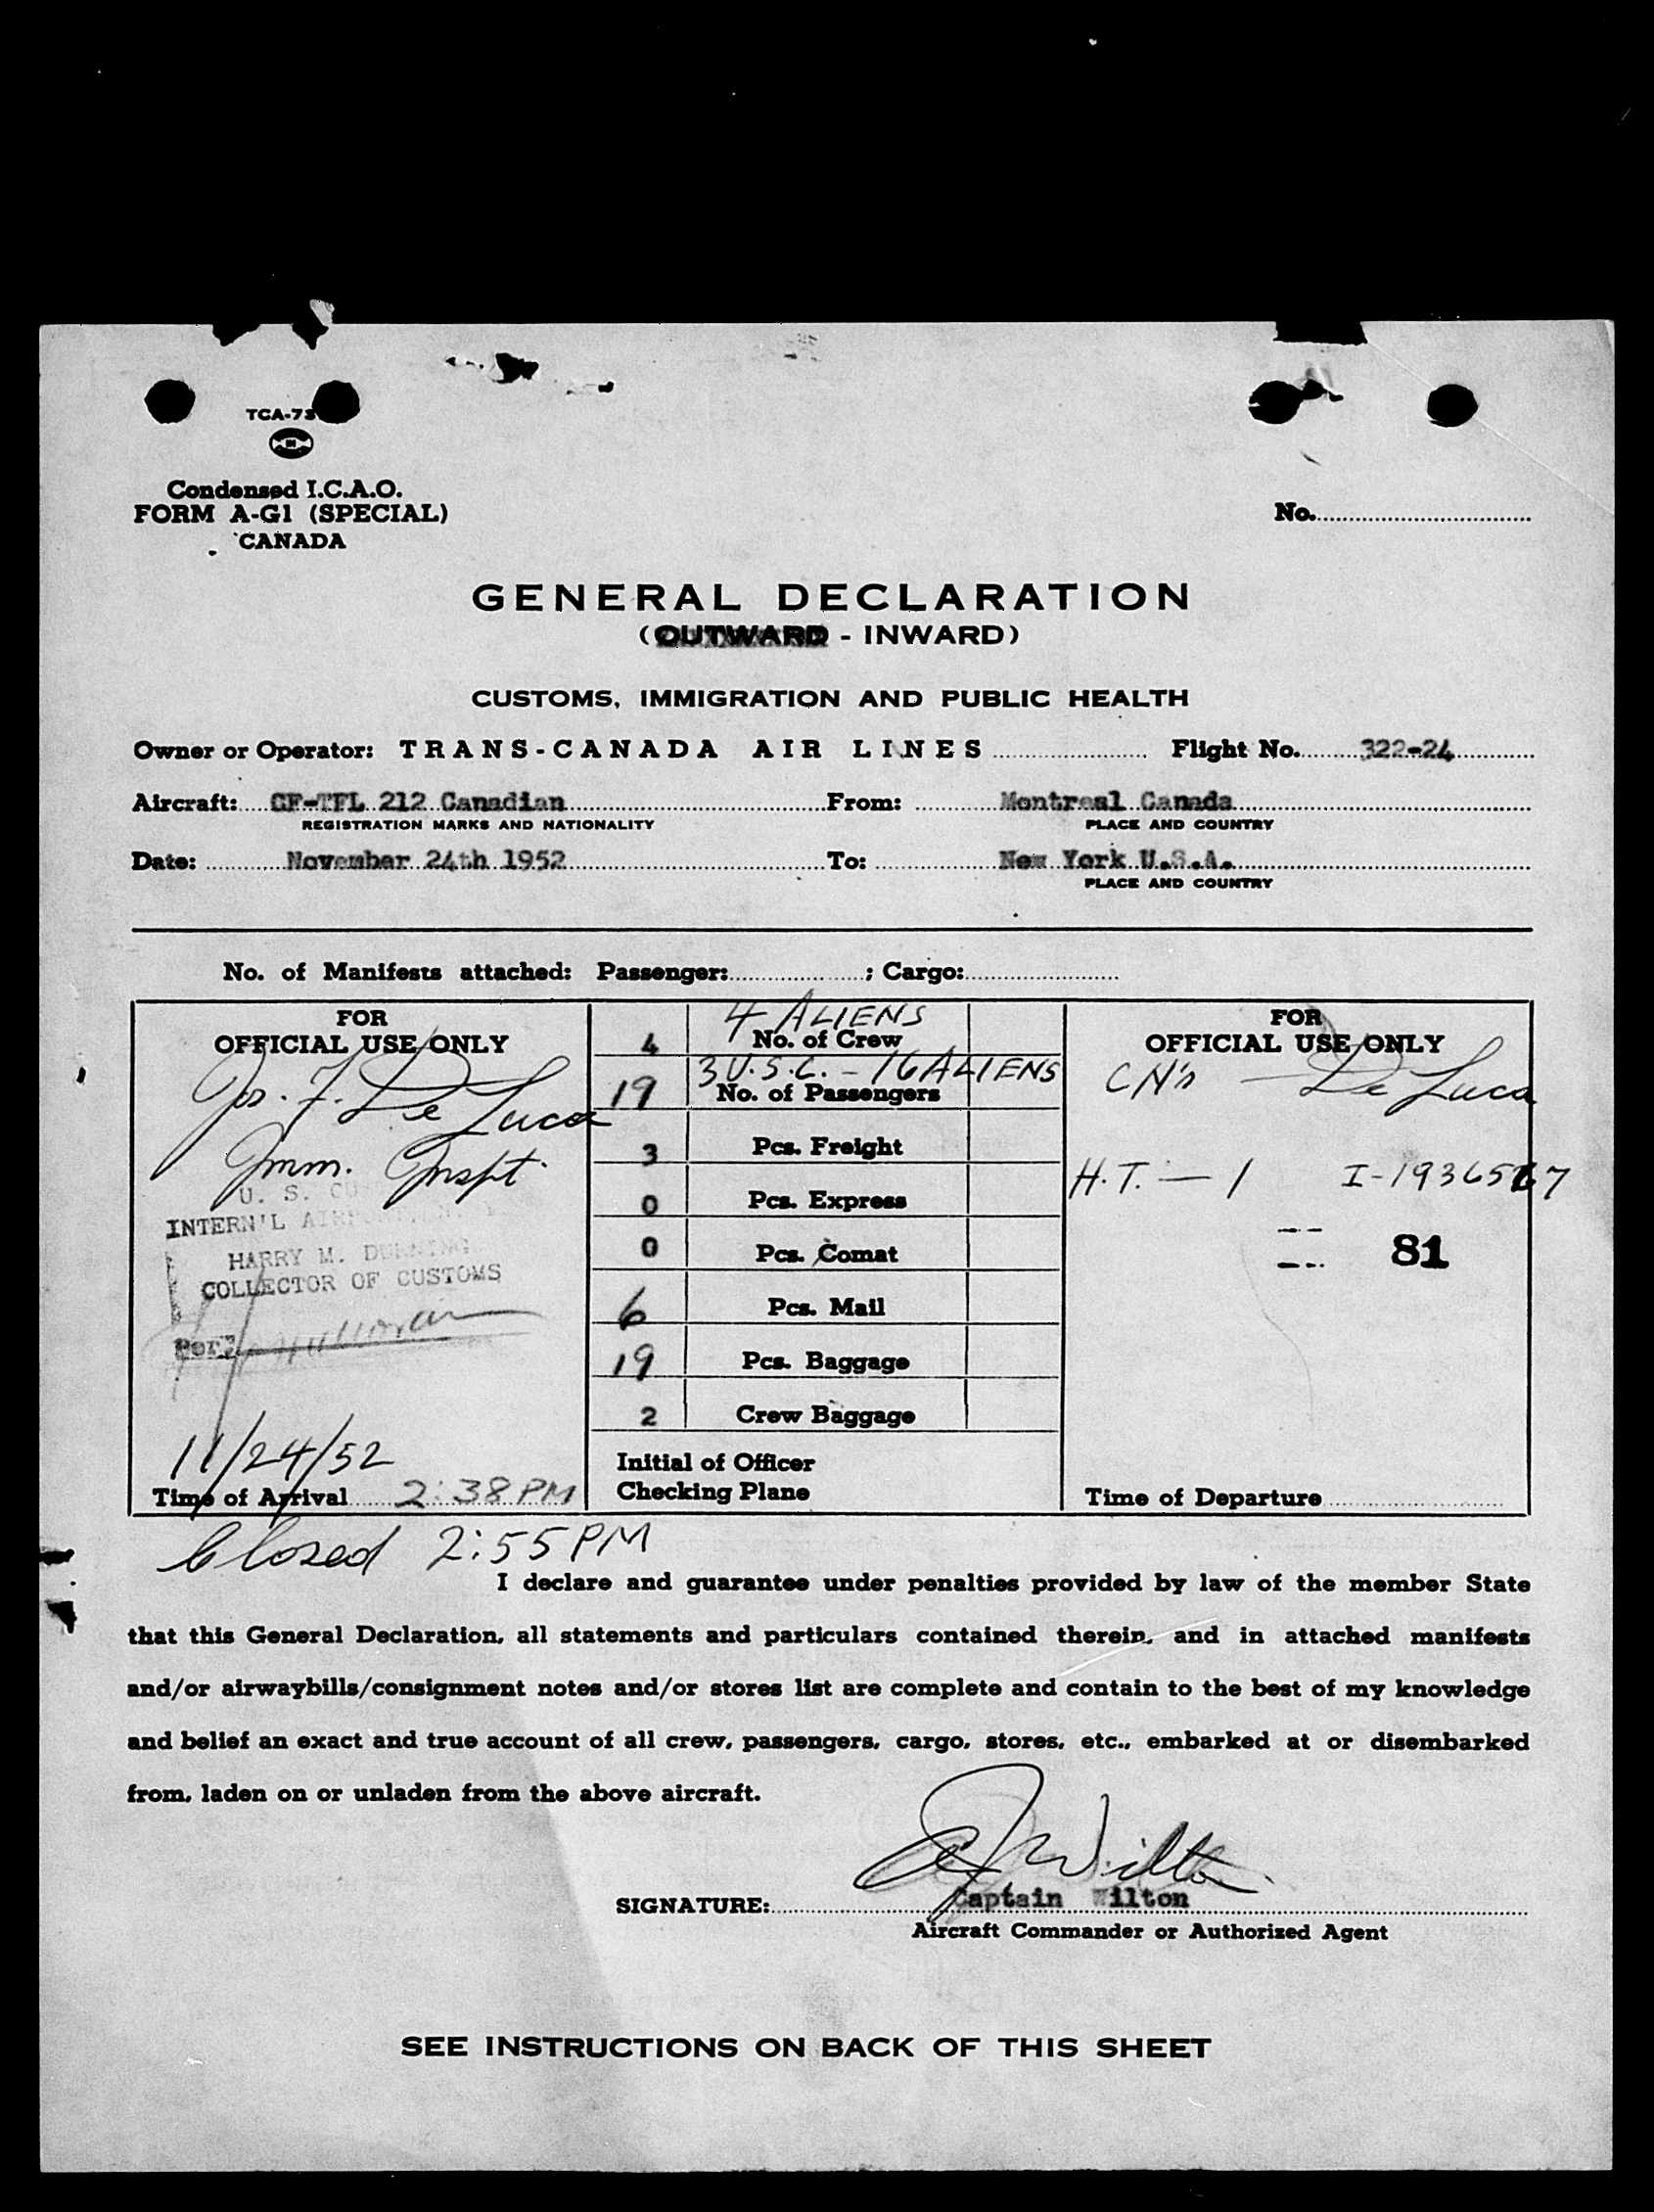 TCA-73
Condensed I.C.A.O.
FORM A-G1 (SPECIAL)
CANADA
No.
GENERAL DECLARATION
(OUTWARD - INWARD)
CUSTOMS, IMMIGRATION AND PUBLIC HEALTH
Owner or Operator: TRANS-CANADA AIR LINES Flight No. 322-24
Aircraft: CF-TFL 212 Canadian From: Montreal Canada
REGISTRATION MARKS AND NATIONALITY PLACE AND COUNTRY
Date: November 24th 1952 To: New York U.S.A.
PLACE AND COUNTRY
No. of Manifests attached: Passenger: ; Cargo:
FOR
OFFICIAL USE ONLY
Jos. F. De Luca
Imm. Inspt.
U. S.
INTERN'L
HARRY M.
COLLECTOR OF CUSTOMS
Per
11/24/52
Time of Arrival 2:38 PM
4 ALIENS
4 No. of Crew
3 U.S.C. - 16 ALIENS
19 No. of Passengers
3 Pcs. Freight
0 Pcs. Express
0 Pcs. Comat
6 Pcs. Mail
19 Pcs. Baggage
2 Crew Baggage
Initial of Officer
Checking Plane
FOR
OFFICIAL USE ONLY
CN's - De Luca
H.T. - 1 I-1936567
81
Time of Departure
Closed 2:55 PM
I declare and guarantee under penalties provided by law of the member State
that this General Declaration, all statements and particulars contained therein, and in attached manifests
and/or airwaybills/consignment notes and/or stores list are complete and contain to the best of my knowledge
and belief an exact and true account of all crew, passengers, cargo, stores, etc., embarked at or disembarked
from, laden on or unladen from the above aircraft.
Wilton
SIGNATURE: Captain Wilton
Aircraft Commander or Authorized Agent
SEE INSTRUCTIONS ON BACK OF THIS SHEET